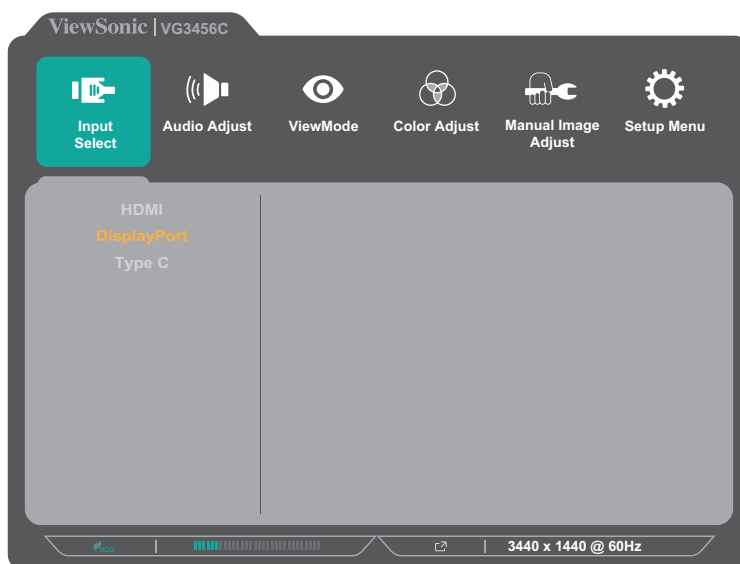 ViewSonic | VG3456C
Input
Select
Audio Adjust
ViewMode
Color Adjust
Manual Image
Adjust
Setup Menu
HDMI
DisplayPort
Type C
eco
3440 x 1440 @ 60Hz